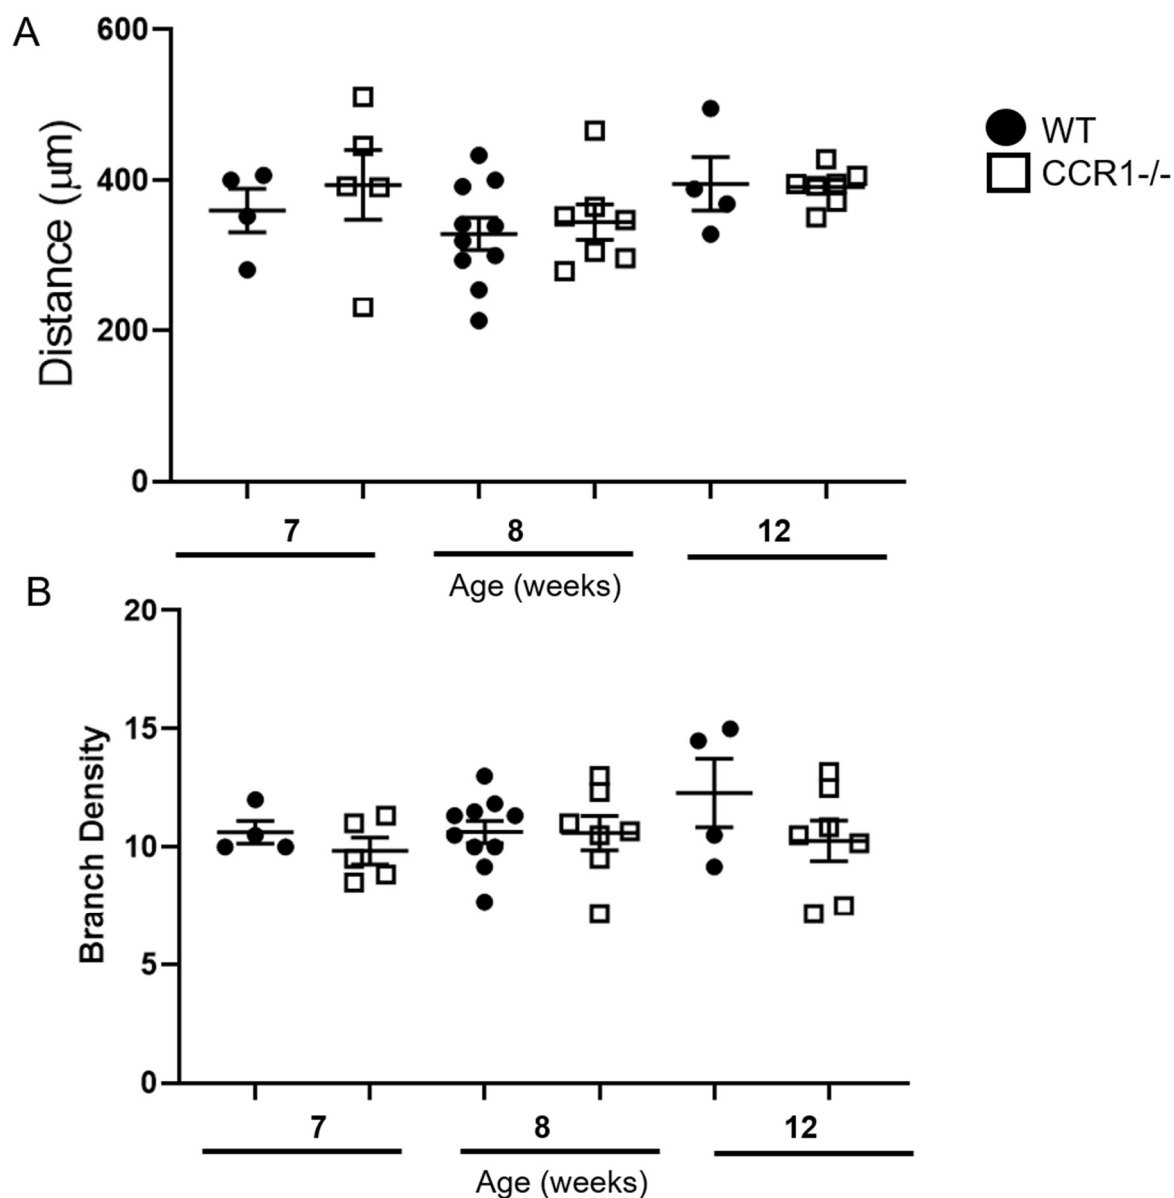 A
600
400
200
0
Distance (μm)
WT
CCR1-/-
7 8 12
Age (weeks)
B
20
15
10
5
0
Branch Density
7 8 12
Age (weeks)